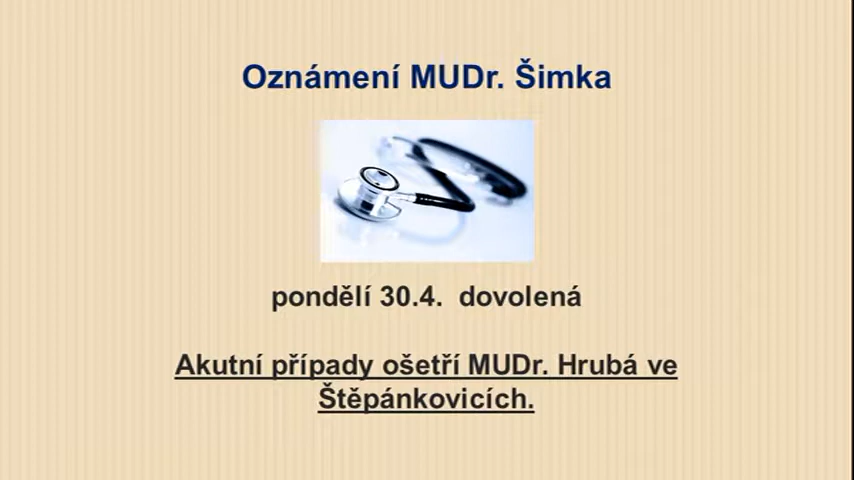 Oznámení MUDr. Šimka
pondělí 30.4. dovolená
Akutní případy ošetří MUDr. Hrubá ve
Štěpánkovicích.